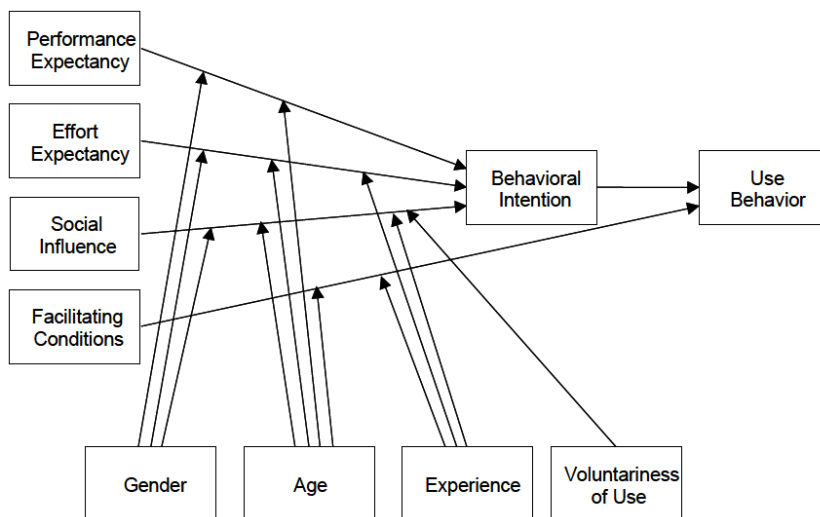 Performance
Expectancy
Effort
Expectancy
Social
Influence
Facilitating
Conditions
Behavioral
Intention
Use
Behavior
Gender
Age
Experience
Voluntariness
of Use